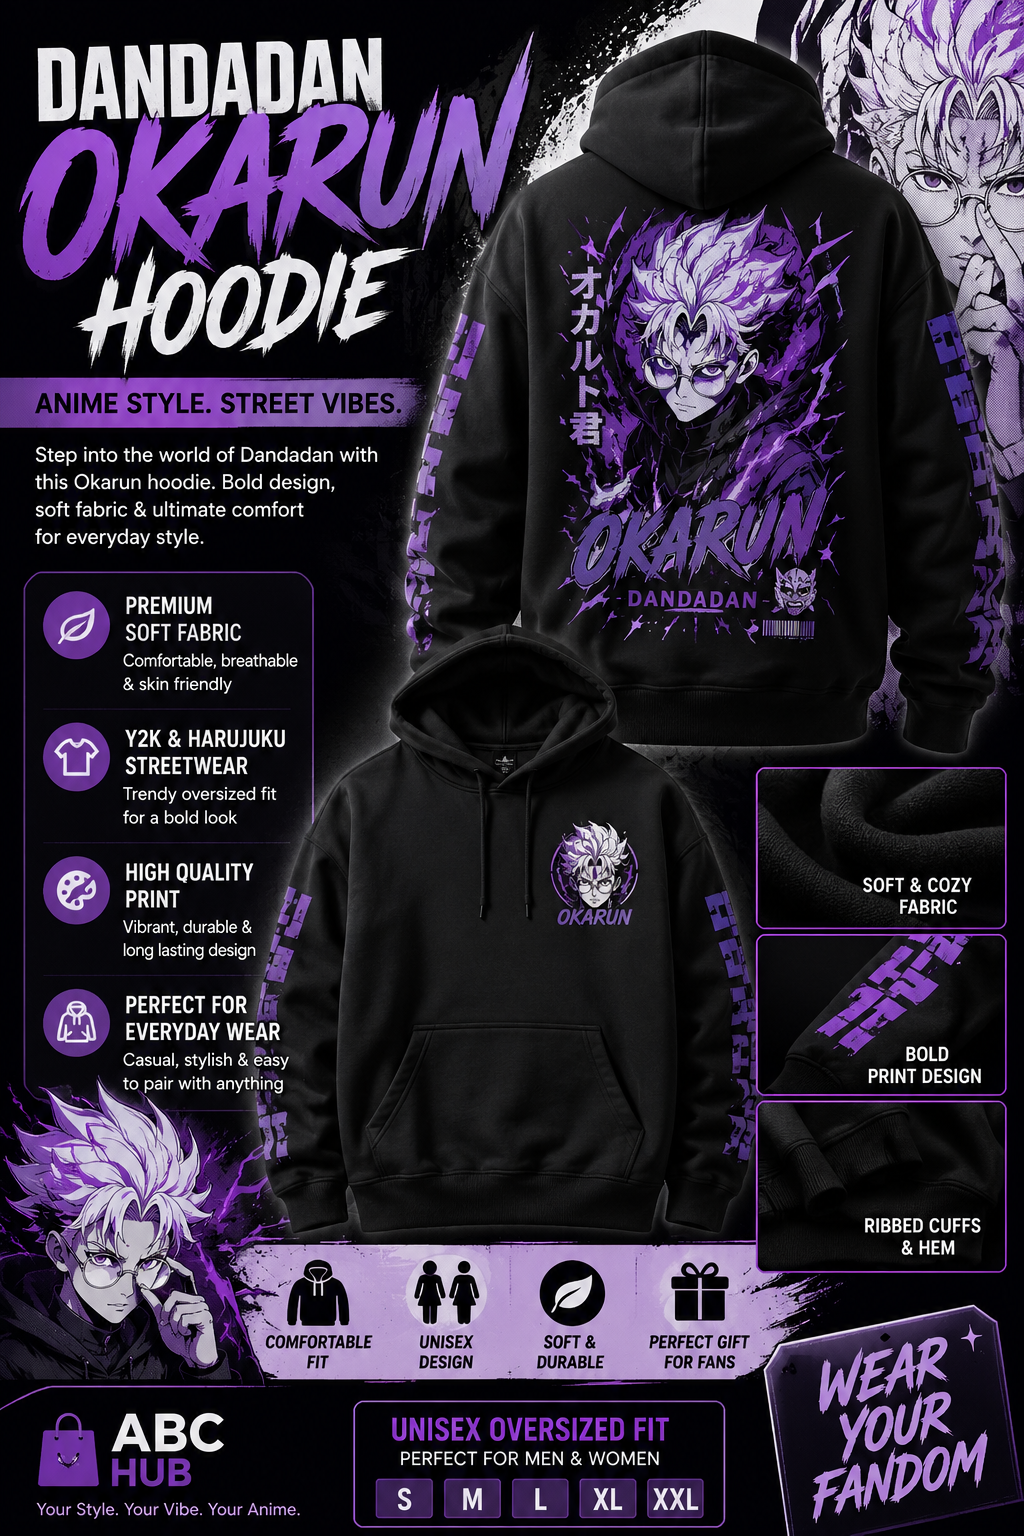 DANDADAN
OKARUN
HOODIE
ANIME STYLE. STREET VIBES.
Step into the world of Dandadan with
this Okarun hoodie. Bold design,
soft fabric & ultimate comfort
for everyday style.
PREMIUM
SOFT FABRIC
Comfortable, breathable
& skin friendly
Y2K & HARUJUKU
STREETWEAR
Trendy oversized fit
for a bold look
HIGH QUALITY
PRINT
Vibrant, durable &
long lasting design
PERFECT FOR
EVERYDAY WEAR
Casual, stylish & easy
to pair with anything
オカルト君
OKARUN
DANDADAN
OKARUN
SOFT & COZY
FABRIC
BOLD
PRINT DESIGN
RIBBED CUFFS
& HEM
COMFORTABLE
FIT
UNISEX
DESIGN
SOFT &
DURABLE
PERFECT GIFT
FOR FANS
WEAR
YOUR
FANDOM
ABC
HUB
Your Style. Your Vibe. Your Anime.
UNISEX OVERSIZED FIT
PERFECT FOR MEN & WOMEN
S M L XL XXL